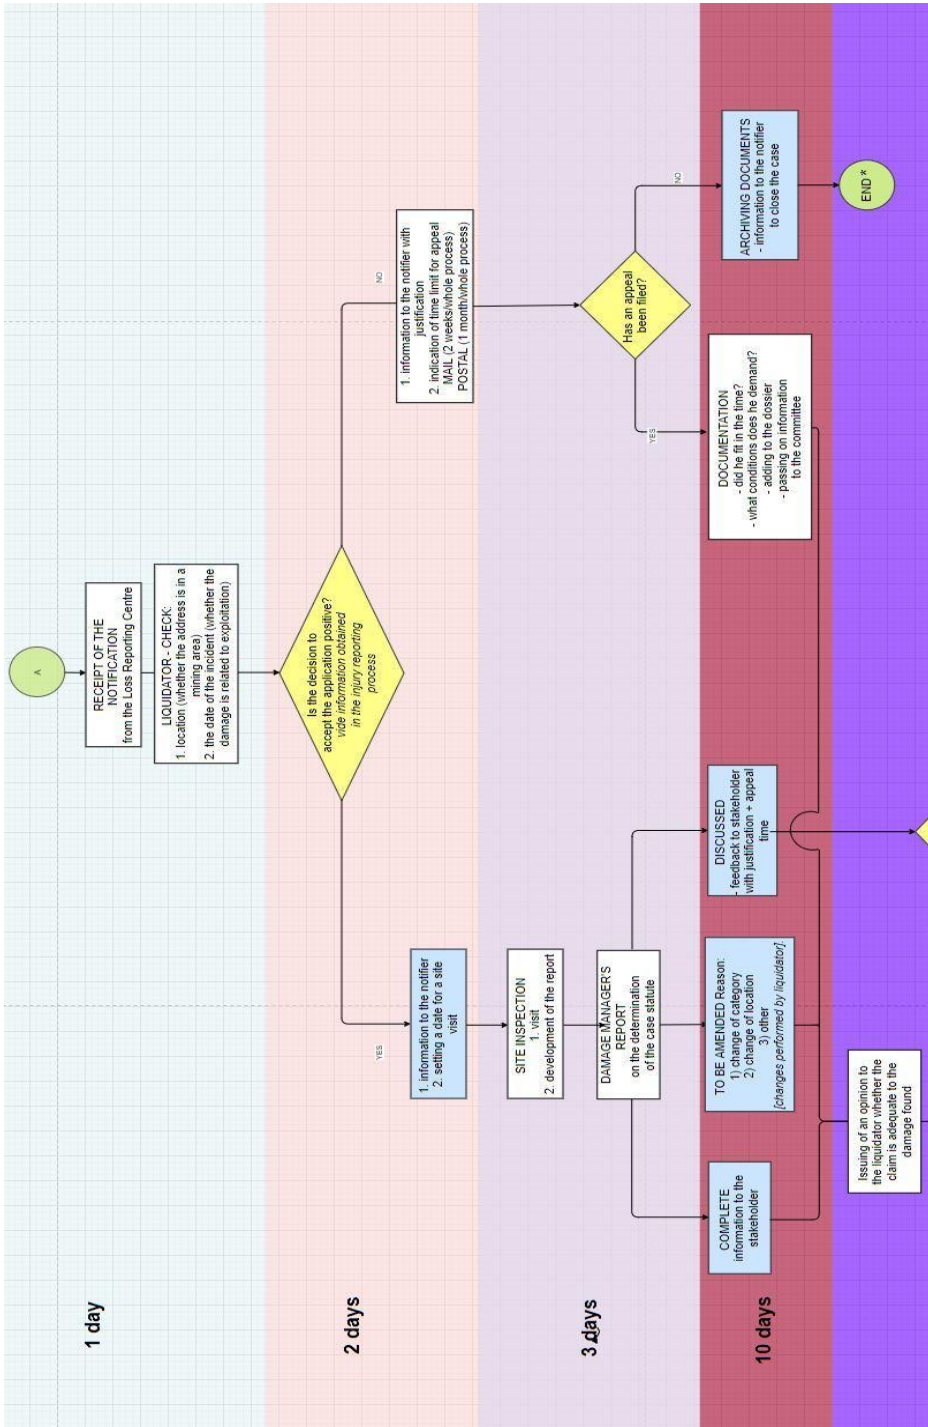 A
RECEIPT OF THE
NOTIFICATION
from the Loss Reporting Centre
LIQUIDATOR - CHECK:
1. location (whether the address is in a
mining area)
2. the date of the incident (whether the
damage is related to exploitation)
1 day
Is the decision to
accept the application positive?
vide information obtained
in the injury reporting
process
YES
NO
1. information to the notifier
2. setting a date for a site
visit
1. information to the notifier with
justification
2. indication of time limit for appeal
MAIL (2 weeks/whole process)
POSTAL (1 month/whole process)
2 days
SITE INSPECTION
1. visit
2. development of the report
DAMAGE MANAGER'S
REPORT
on the determination
of the case statute
Has an appeal
been filed?
YES
NO
3 days
COMPLETE
information to the
stakeholder
TO BE AMENDED Reason:
1) change of category
2) change of location
3) other
[changes performed by liquidator]
DISCUSSED
- feedback to stakeholder
with justification + appeal
time
DOCUMENTATION
- did he fit in the time?
- what conditions does he demand?
- adding to the dossier
- passing on information
to the committee
ARCHIVING DOCUMENTS
- information to the notifier
to close the case
10 days
Issuing of an opinion to
the liquidator whether the
claim is adequate to the
damage found
END *